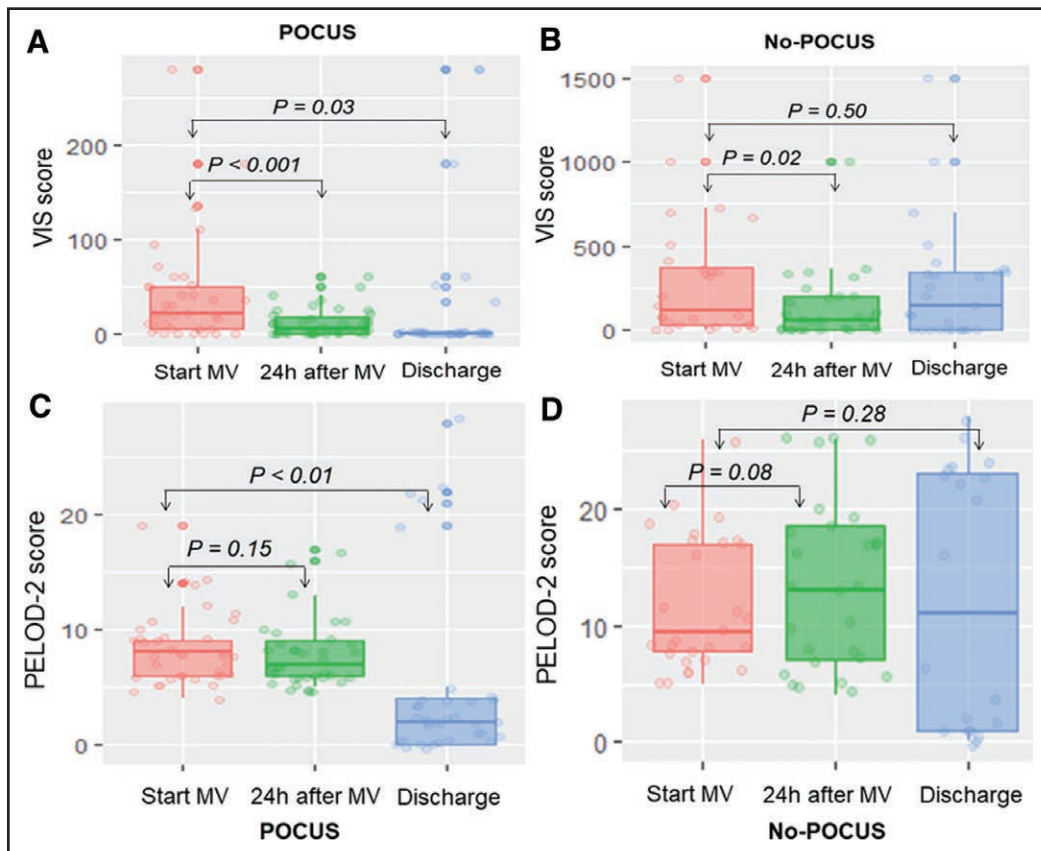 A
POCUS
VIS score
200
100
0
P = 0.03
P < 0.001
Start MV
24h after MV
Discharge
B
No-POCUS
VIS score
1500
1000
500
0
P = 0.50
P = 0.02
Start MV
24h after MV
Discharge
C
PELOD-2 score
20
10
0
P < 0.01
P = 0.15
Start MV
24h after MV
Discharge
POCUS
D
PELOD-2 score
20
10
0
P = 0.28
P = 0.08
Start MV
24h after MV
Discharge
No-POCUS